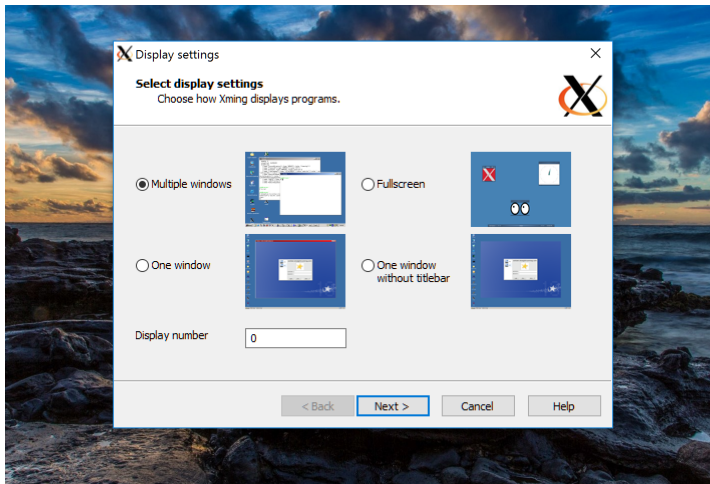 Display settings
Select display settings
Choose how Xming displays programs.
Multiple windows
Fullscreen
One window
One window
without titlebar
Display number
0
< Back
Next >
Cancel
Help